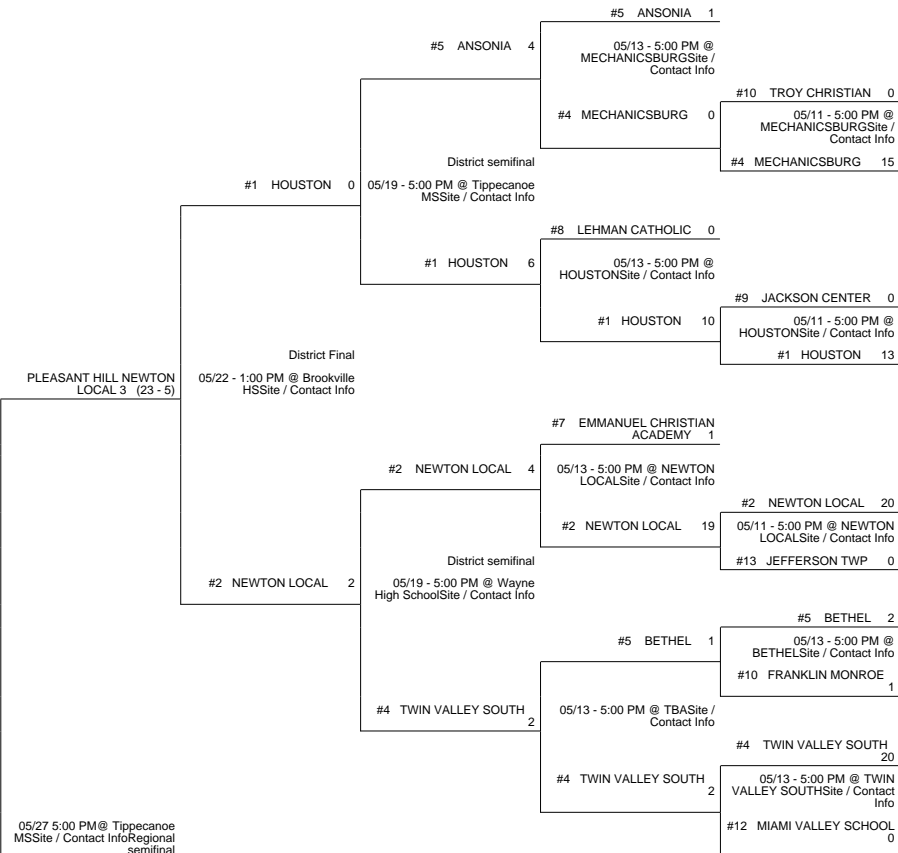 #5 ANSONIA 1
#5 ANSONIA 4
05/13 - 5:00 PM @
MECHANICSBURGSite /
Contact Info
#10 TROY CHRISTIAN 0
#4 MECHANICSBURG 0
05/11 - 5:00 PM @
MECHANICSBURGSite /
Contact Info
#4 MECHANICSBURG 15
District semifinal
#1 HOUSTON 0
05/19 - 5:00 PM @ Tippecanoe
MSSite / Contact Info
#8 LEHMAN CATHOLIC 0
#1 HOUSTON 6
05/13 - 5:00 PM @
HOUSTONSite / Contact Info
#9 JACKSON CENTER 0
#1 HOUSTON 10
05/11 - 5:00 PM @
HOUSTONSite / Contact Info
#1 HOUSTON 13
District Final
PLEASANT HILL NEWTON
LOCAL 3 (23 - 5)
05/22 - 1:00 PM @ Brookville
HSSite / Contact Info
#7 EMMANUEL CHRISTIAN
ACADEMY 1
#2 NEWTON LOCAL 4
05/13 - 5:00 PM @ NEWTON
LOCALSite / Contact Info
#2 NEWTON LOCAL 20
#2 NEWTON LOCAL 19
05/11 - 5:00 PM @ NEWTON
LOCALSite / Contact Info
#13 JEFFERSON TWP 0
District semifinal
#2 NEWTON LOCAL 2
05/19 - 5:00 PM @ Wayne
High SchoolSite / Contact Info
#5 BETHEL 2
#5 BETHEL 1
05/13 - 5:00 PM @
BETHELSite / Contact Info
#10 FRANKLIN MONROE
1
#4 TWIN VALLEY SOUTH
2
05/13 - 5:00 PM @ TBASite /
Contact Info
#4 TWIN VALLEY SOUTH
20
#4 TWIN VALLEY SOUTH
2
05/13 - 5:00 PM @ TWIN
VALLEY SOUTHSite / Contact
Info
#12 MIAMI VALLEY SCHOOL
0
05/27 5:00 PM@ Tippecanoe
MSSite / Contact InfoRegional
semifinal